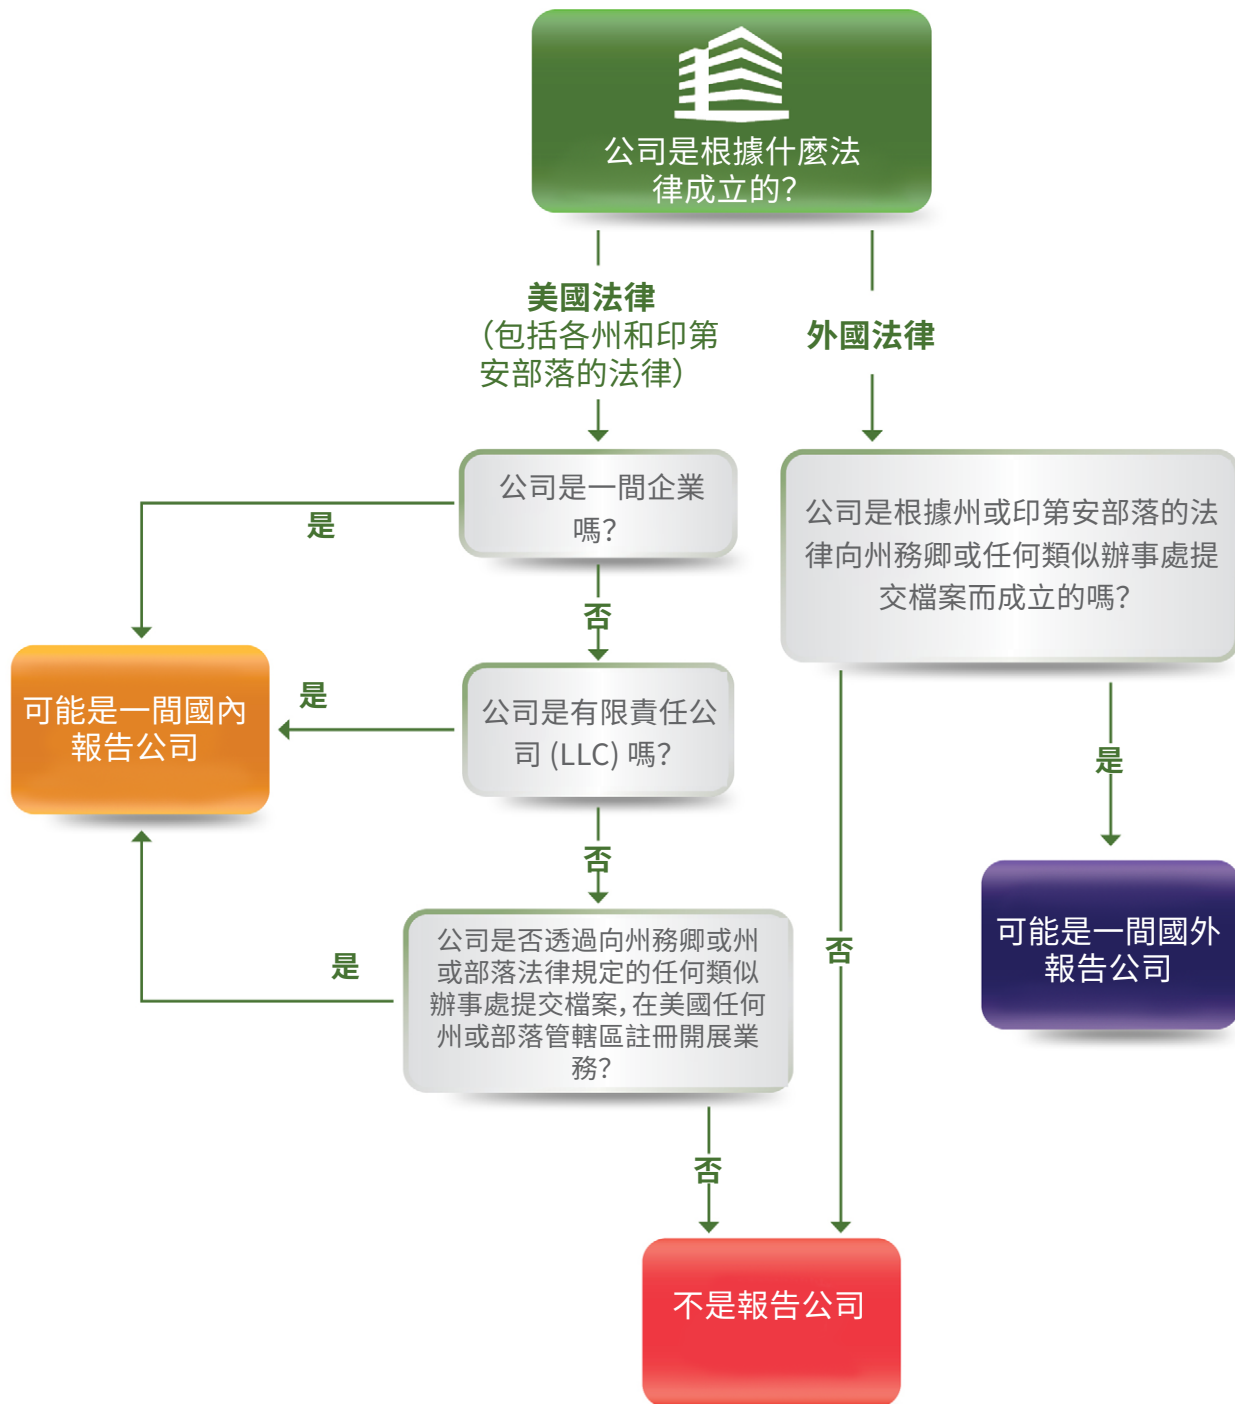 公司是根據什麼法
律成立的?
美國法律
（包括各州和印第
安部落的法律）
外國法律
公司是一間企業
嗎?
是
否
公司是根據州或印第安部落的法
律向州務卿或任何類似辦事處提
交檔案而成立的嗎?
可能是一間國內
報告公司
是
公司是有限責任公
司 (LLC) 嗎?
是
否
公司是否透過向州務卿或州
或部落法律規定的任何類似
辦事處提交檔案，在美國任何
州或部落管轄區註冊開展業
務?
是
否
可能是一間國外
報告公司
否
不是報告公司